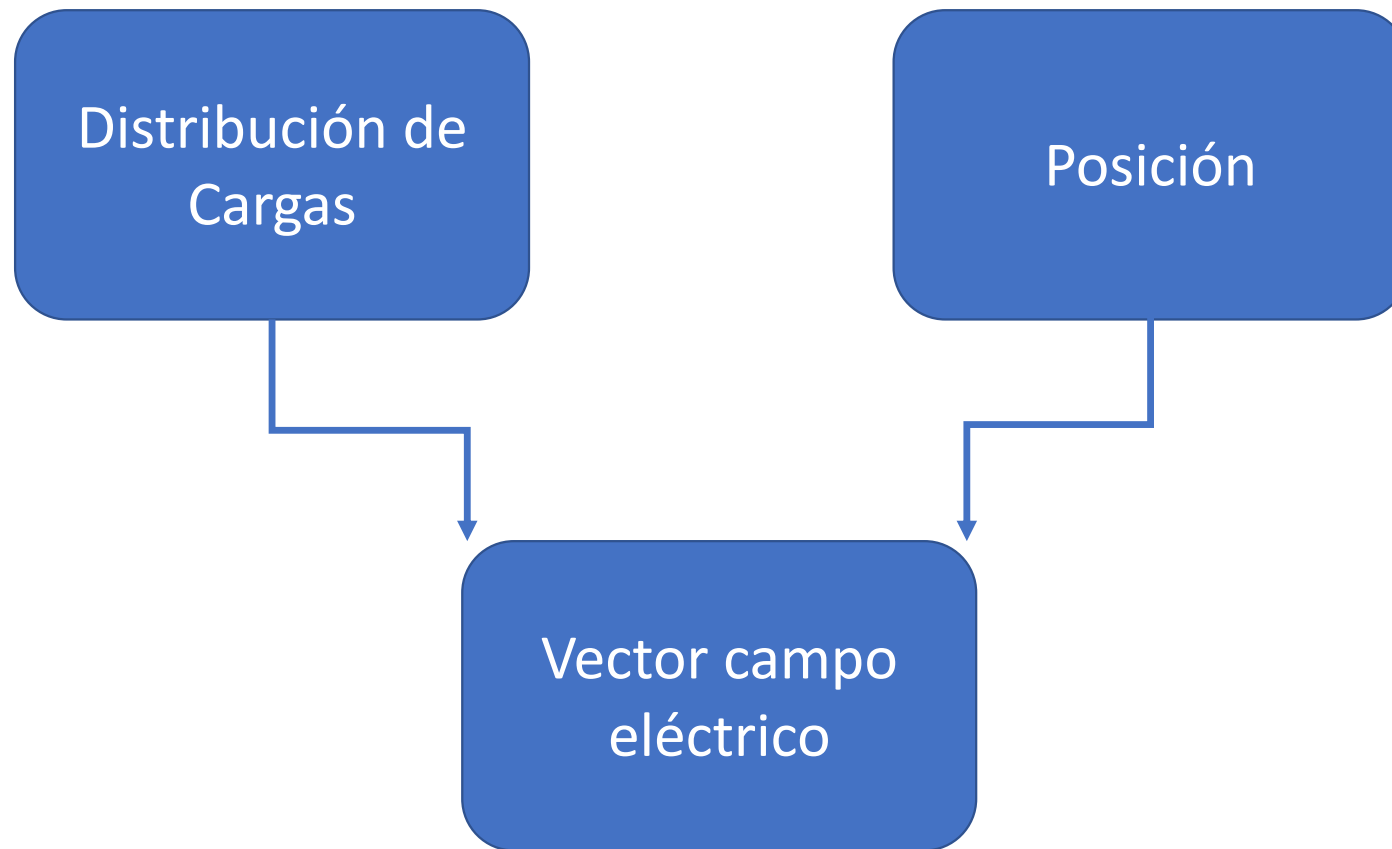 Distribución de
Cargas
Posición
Vector campo
eléctrico